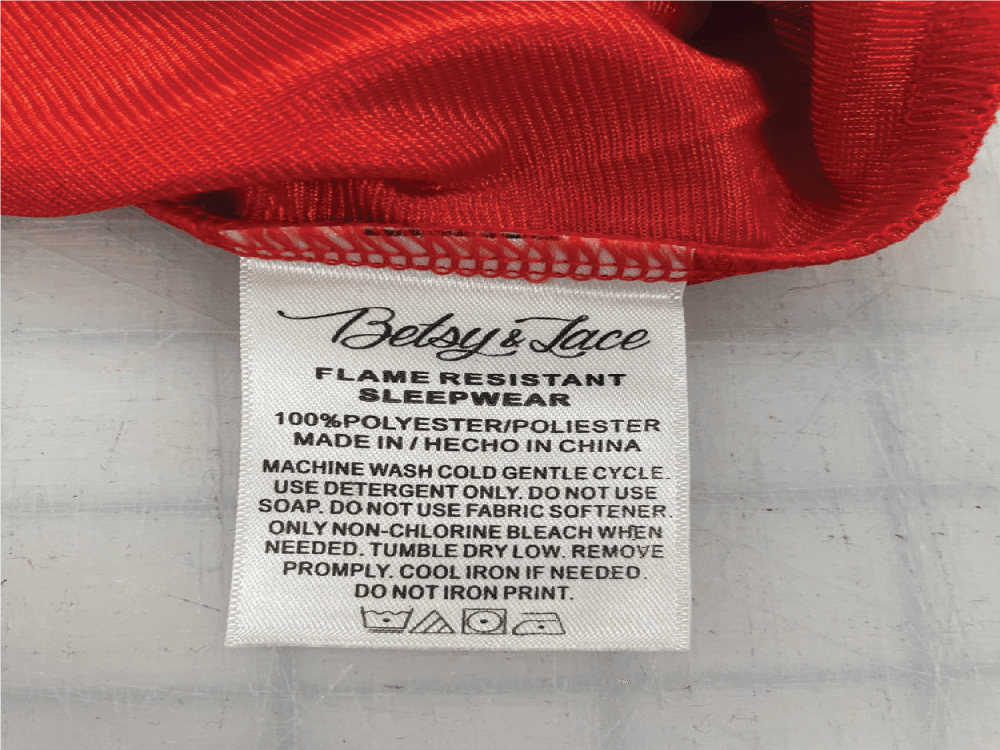 Betsy & Lace
FLAME RESISTANT
SLEEPWEAR
100%POLYESTER/POLIESTER
MADE IN / HECHO IN CHINA
MACHINE WASH COLD GENTLE CYCLE.
USE DETERGENT ONLY. DO NOT USE
SOAP. DO NOT USE FABRIC SOFTENER.
ONLY NON-CHLORINE BLEACH WHEN
NEEDED. TUMBLE DRY LOW. REMOVE
PROMPLY. COOL IRON IF NEEDED.
DO NOT IRON PRINT.